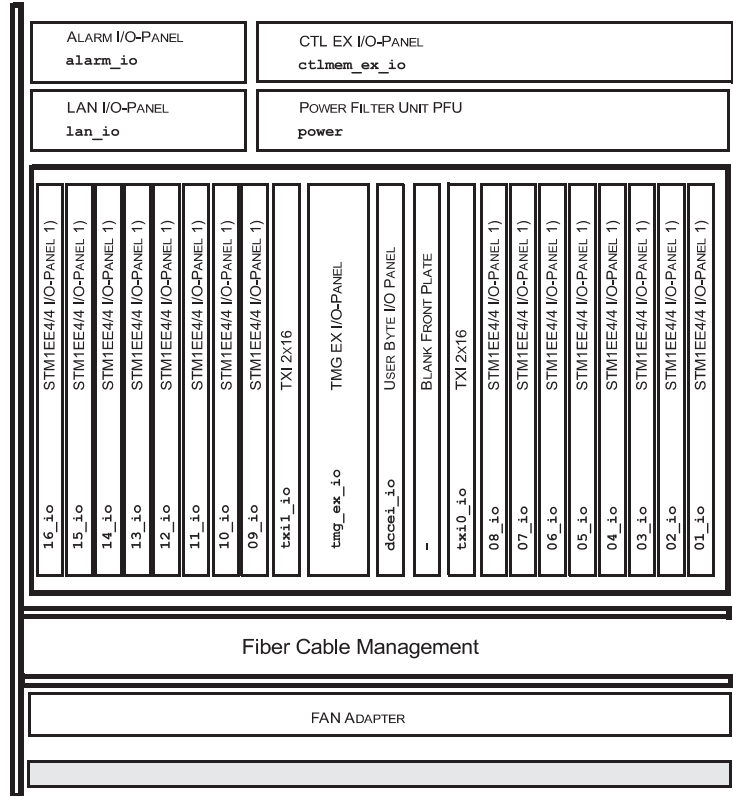 ALARM I/O-PANEL
alarm_io
CTL EX I/O-PANEL
ctlmem_ex_io
LAN I/O-PANEL
lan_io
POWER FILTER UNIT PFU
power
16_io STM1EE4/4 I/O-PANEL 1)
15_io STM1EE4/4 I/O-PANEL 1)
14_io STM1EE4/4 I/O-PANEL 1)
13_io STM1EE4/4 I/O-PANEL 1)
12_io STM1EE4/4 I/O-PANEL 1)
11_io STM1EE4/4 I/O-PANEL 1)
10_io STM1EE4/4 I/O-PANEL 1)
09_io STM1EE4/4 I/O-PANEL 1)
txi1_io TXI 2X16
tmg_ex_io TMG EX I/O-PANEL
dccei_io USER BYTE I/O PANEL
- BLANK FRONT PLATE
txi0_io TXI 2X16
08_io STM1EE4/4 I/O-PANEL 1)
07_io STM1EE4/4 I/O-PANEL 1)
06_io STM1EE4/4 I/O-PANEL 1)
05_io STM1EE4/4 I/O-PANEL 1)
04_io STM1EE4/4 I/O-PANEL 1)
03_io STM1EE4/4 I/O-PANEL 1)
02_io STM1EE4/4 I/O-PANEL 1)
01_io STM1EE4/4 I/O-PANEL 1)
Fiber Cable Management
FAN ADAPTER